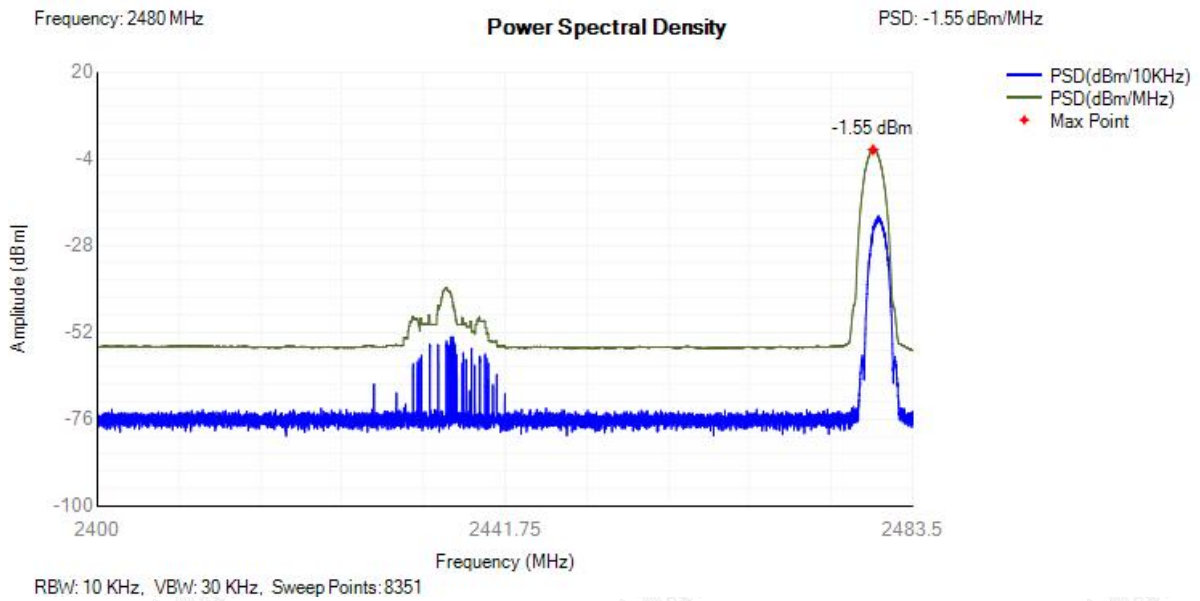 Frequency: 2480 MHz
Power Spectral Density
PSD: -1.55 dBm/MHz
PSD(dBm/10KHz)
PSD(dBm/MHz)
Max Point
-1.55 dBm
20
-4
-28
-52
-76
-100
Amplitude (dBm)
2400
2441.75
2483.5
Frequency (MHz)
RBW: 10 KHz, VBW: 30 KHz, Sweep Points: 8351